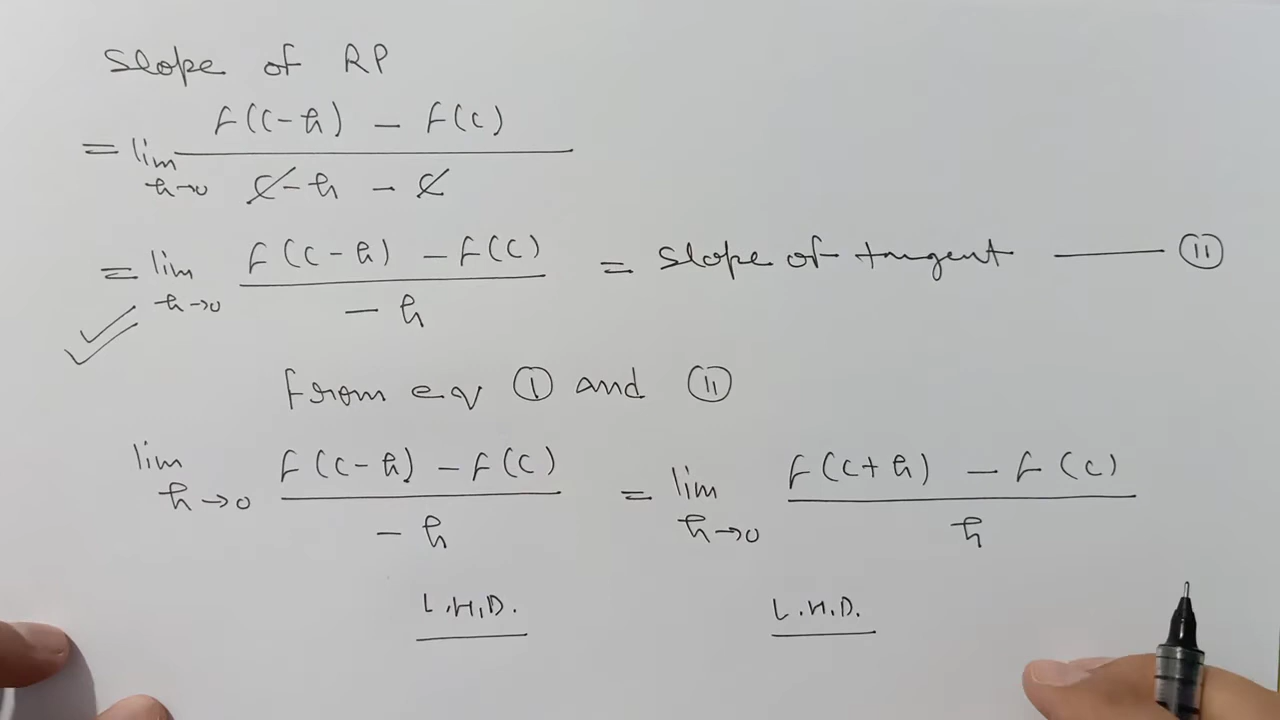 Slope of RP
= lim h→0 f(c-h) - f(c) / c-h - c
= lim h→0 f(c-h) - f(c) / -h = slope of tangent —— (II)
from eq (I) and (II)
lim h→0 f(c-h) - f(c) / -h = lim h→0 f(c+h) - f(c) / h
L.H.D. L.H.D.